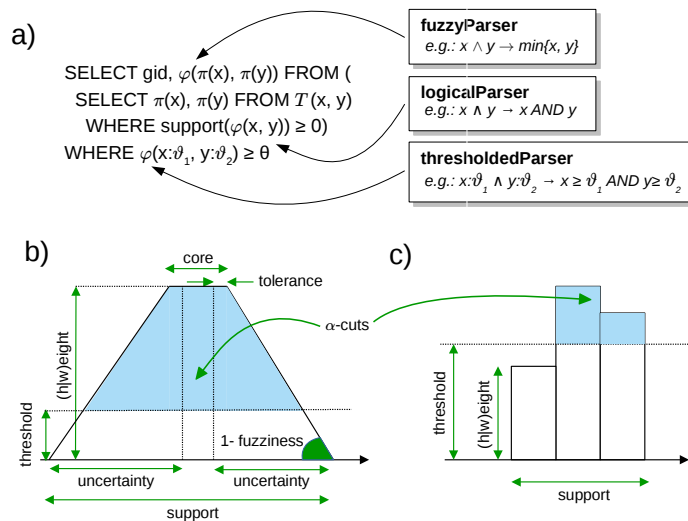 a)
SELECT gid, φ(π(x), π(y)) FROM (
SELECT π(x), π(y) FROM T(x, y)
WHERE support(φ(x, y)) ≥ 0)
WHERE φ(x:ϑ₁, y:ϑ₂) ≥ θ
fuzzyParser
e.g.: x ∧ y → min{x, y}
logicalParser
e.g.: x ∧ y → x AND y
thresholdedParser
e.g.: x:ϑ₁ ∧ y:ϑ₂ → x ≥ ϑ₁ AND y≥ ϑ₂
b)
core
tolerance
α-cuts
(h|w)eight
threshold
1- fuzziness
uncertainty
uncertainty
support
c)
threshold
(h|w)eight
support